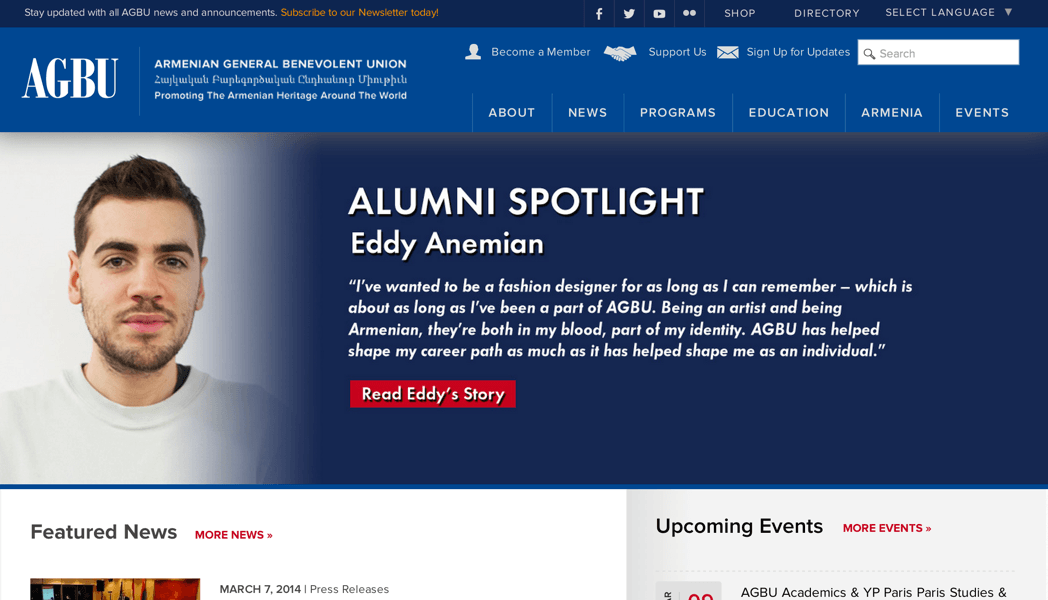 Stay updated with all AGBU news and announcements. Subscribe to our Newsletter today!
SHOP
DIRECTORY
SELECT LANGUAGE ▼
Become a Member
Support Us
Sign Up for Updates
Search
AGBU
ARMENIAN GENERAL BENEVOLENT UNION
Հայկական Բարեգործական Ընդհանուր Միութիւն
Promoting The Armenian Heritage Around The World
ABOUT
NEWS
PROGRAMS
EDUCATION
ARMENIA
EVENTS
ALUMNI SPOTLIGHT
Eddy Anemian
“I’ve wanted to be a fashion designer for as long as I can remember – which is
about as long as I’ve been a part of AGBU. Being an artist and being
Armenian, they’re both in my blood, part of my identity. AGBU has helped
shape my career path as much as it has helped shape me as an individual.”
Read Eddy’s Story
Featured News
MORE NEWS »
MARCH 7, 2014 | Press Releases
Upcoming Events
MORE EVENTS »
AGBU Academics & YP Paris Paris Studies &